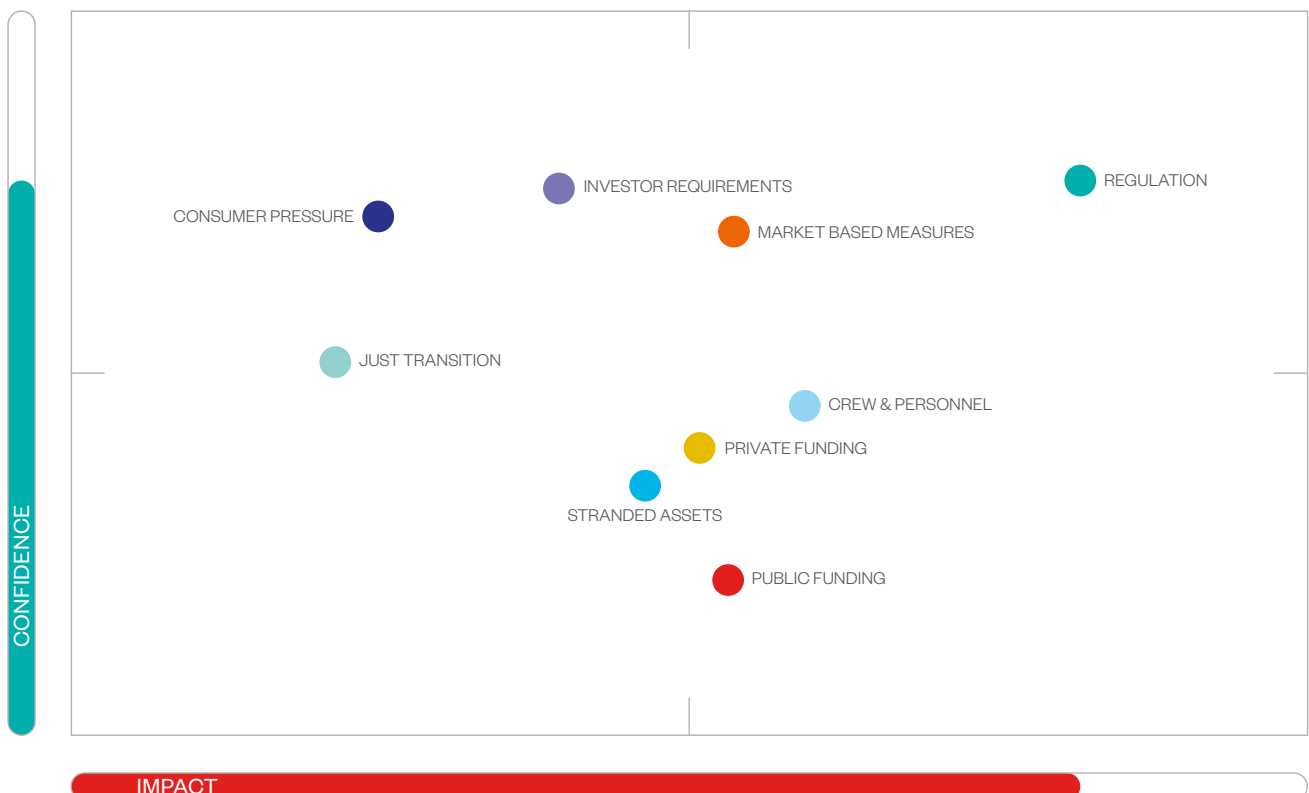 REGULATION
INVESTOR REQUIREMENTS
CONSUMER PRESSURE
MARKET BASED MEASURES
JUST TRANSITION
CREW & PERSONNEL
PRIVATE FUNDING
STRANDED ASSETS
PUBLIC FUNDING
CONFIDENCE
IMPACT